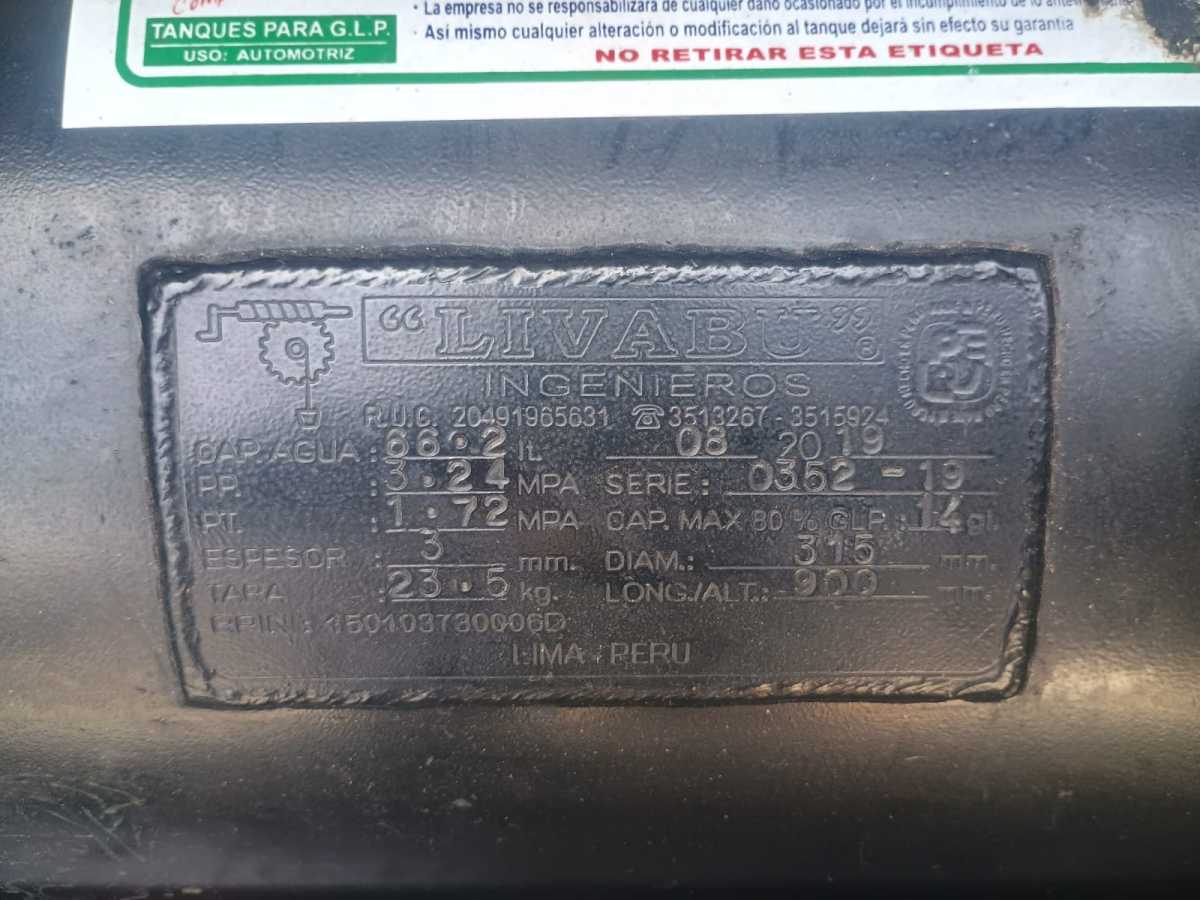 La empresa no se responsabilizará de cualquier daño ocasionado por el incumplimiento de lo
TANQUES PARA G.L.P.
USO: AUTOMOTRIZ
· Así mismo cualquier alteración o modificación al tanque dejará sin efecto su garantia
NO RETIRAR ESTA ETIQUETA
"LIVABU" ®
INGENIEROS
R.U.C. 20491965631 ☎3513267 - 3515924
CAP. AGUA : 66.2 lt. 08 2019
PP. : 3.24 MPA SERIE : 0352-19
PT. : 1.72 MPA CAP. MAX 80 % GLP. : 14 gl.
ESPESOR : 3 mm. DIAM.: 315 mm.
TARA : 23.5 kg. LONG./ALT.: 900 mm.
RPIN : 150103730006D
LIMA - PERU